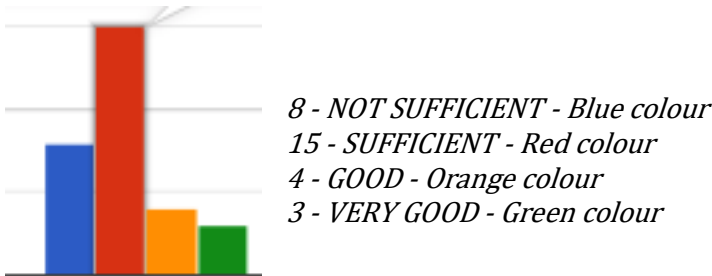 8 - NOT SUFFICIENT - Blue colour
15 - SUFFICIENT - Red colour
4 - GOOD - Orange colour
3 - VERY GOOD - Green colour